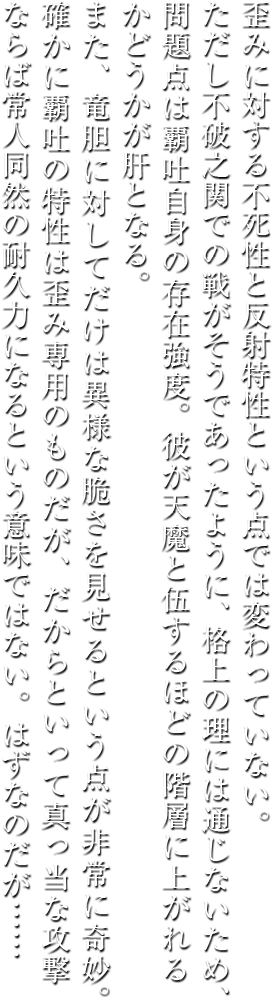 歪みに対する不死性と反射特性という点では変わっていない。
ただし不破之関での戦がそうであったように、格上の理には通じないため、
問題点は覇吐自身の存在強度。彼が天魔と伍するほどの階層に上がれる
かどうかが肝となる。
また、竜胆に対してだけは異様な脆さを見せるという点が非常に奇妙。
確かに覇吐の特性は歪み専用のものだが、だからといって真っ当な攻撃
ならば常人同然の耐久力になるという意味ではない。はずなのだが……